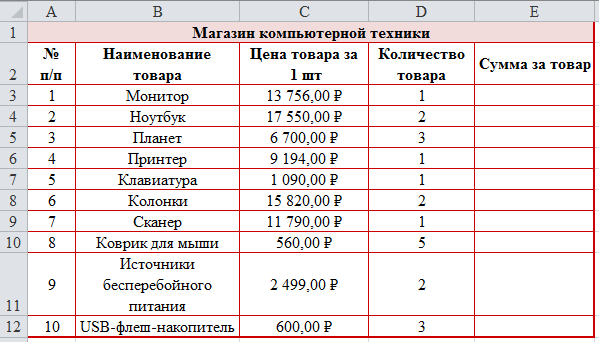 A B C D E
1 Магазин компьютерной техники
№ Наименование Цена товара за Количество Сумма за товар
2 п/п товара 1 шт товара
3 1 Монитор 13 756,00 ₽ 1
4 2 Ноутбук 17 550,00 ₽ 2
5 3 Планет 6 700,00 ₽ 3
6 4 Принтер 9 194,00 ₽ 1
7 5 Клавиатура 1 090,00 ₽ 1
8 6 Колонки 15 820,00 ₽ 2
9 7 Сканер 11 790,00 ₽ 1
10 8 Коврик для мыши 560,00 ₽ 5
Источники
9 бесперебойного 2 499,00 ₽ 2
11 питания
12 10 USB-флеш-накопитель 600,00 ₽ 3